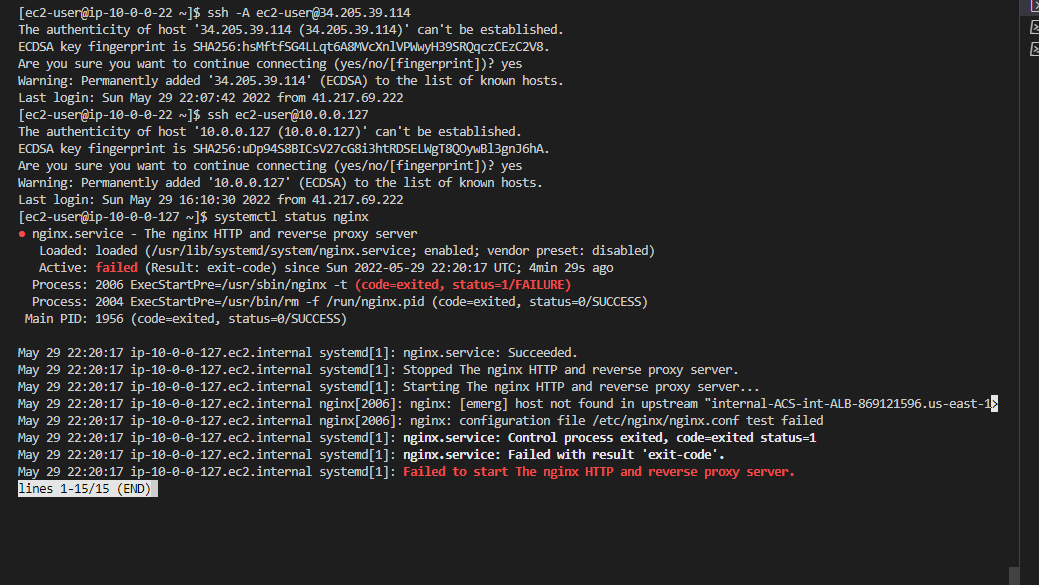 [ec2-user@ip-10-0-0-22 ~]$ ssh -A ec2-user@34.205.39.114
The authenticity of host '34.205.39.114 (34.205.39.114)' can't be established.
ECDSA key fingerprint is SHA256:hsMftfSG4LLqt6A8MVcXnlVPWwyH39SRQqczCEzC2V8.
Are you sure you want to continue connecting (yes/no/[fingerprint])? yes
Warning: Permanently added '34.205.39.114' (ECDSA) to the list of known hosts.
Last login: Sun May 29 22:07:42 2022 from 41.217.69.222
[ec2-user@ip-10-0-0-22 ~]$ ssh ec2-user@10.0.0.127
The authenticity of host '10.0.0.127 (10.0.0.127)' can't be established.
ECDSA key fingerprint is SHA256:uDp94S8BICsV27cG8i3htRDSELWgT8QOywBl3gnJ6hA.
Are you sure you want to continue connecting (yes/no/[fingerprint])? yes
Warning: Permanently added '10.0.0.127' (ECDSA) to the list of known hosts.
Last login: Sun May 29 16:10:30 2022 from 41.217.69.222
[ec2-user@ip-10-0-0-127 ~]$ systemctl status nginx
● nginx.service - The nginx HTTP and reverse proxy server
Loaded: loaded (/usr/lib/systemd/system/nginx.service; enabled; vendor preset: disabled)
Active: failed (Result: exit-code) since Sun 2022-05-29 22:20:17 UTC; 4min 29s ago
Process: 2006 ExecStartPre=/usr/sbin/nginx -t (code=exited, status=1/FAILURE)
Process: 2004 ExecStartPre=/usr/bin/rm -f /run/nginx.pid (code=exited, status=0/SUCCESS)
Main PID: 1956 (code=exited, status=0/SUCCESS)
May 29 22:20:17 ip-10-0-0-127.ec2.internal systemd[1]: nginx.service: Succeeded.
May 29 22:20:17 ip-10-0-0-127.ec2.internal systemd[1]: Stopped The nginx HTTP and reverse proxy server.
May 29 22:20:17 ip-10-0-0-127.ec2.internal systemd[1]: Starting The nginx HTTP and reverse proxy server...
May 29 22:20:17 ip-10-0-0-127.ec2.internal nginx[2006]: nginx: [emerg] host not found in upstream "internal-ACS-int-ALB-869121596.us-east-1>
May 29 22:20:17 ip-10-0-0-127.ec2.internal nginx[2006]: nginx: configuration file /etc/nginx/nginx.conf test failed
May 29 22:20:17 ip-10-0-0-127.ec2.internal systemd[1]: nginx.service: Control process exited, code=exited status=1
May 29 22:20:17 ip-10-0-0-127.ec2.internal systemd[1]: nginx.service: Failed with result 'exit-code'.
May 29 22:20:17 ip-10-0-0-127.ec2.internal systemd[1]: Failed to start The nginx HTTP and reverse proxy server.
lines 1-15/15 (END)